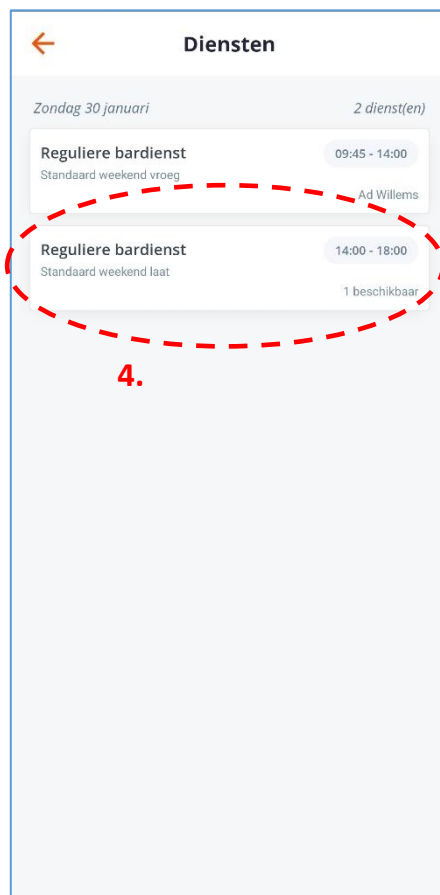 Diensten
Zondag 30 januari 2 dienst(en)
Reguliere bardienst 09:45 - 14:00
Standaard weekend vroeg
Ad Willems
Reguliere bardienst 14:00 - 18:00
Standaard weekend laat
1 beschikbaar
4.